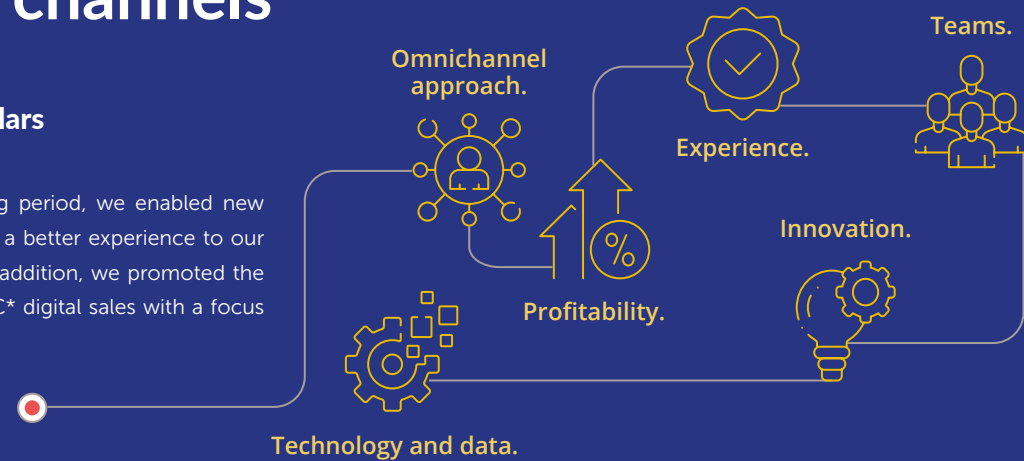 channels
lars
g period, we enabled new
a better experience to our
addition, we promoted the
C* digital sales with a focus
Omnichannel
approach.
Profitability.
%
Experience.
Teams.
Innovation.
Technology and data.